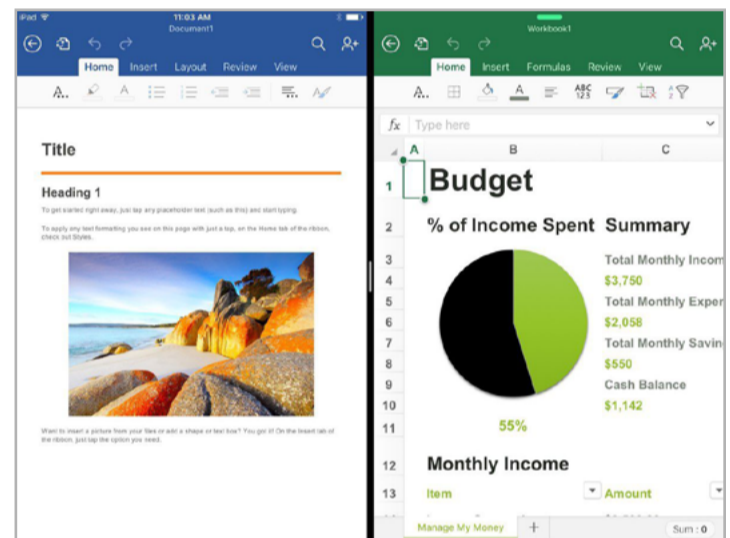 iPad
11:03 AM
Document1
Home Insert Layout Review View
A..
A
Title
Heading 1
To get started right away, just tap any placeholder text (such as this) and start typing.
To apply any text formatting you see on this page with just a tap, on the Home tab of the ribbon,
check out Styles.
Want to insert a picture from your files or add a shape or text box? You got it! On the Insert tab of
the ribbon, just tap the option you need.
Workbook1
Home Insert Formulas Review View
A..
A
ABC
123
fx Type here
A B C
1 Budget
2 % of Income Spent Summary
3 Total Monthly Incom
4 $3,750
5 Total Monthly Exper
6 $2,058
7 Total Monthly Savin
8 $550
9 Cash Balance
10 $1,142
11 55%
12 Monthly Income
13 Item Amount
Manage My Money + Sum : 0